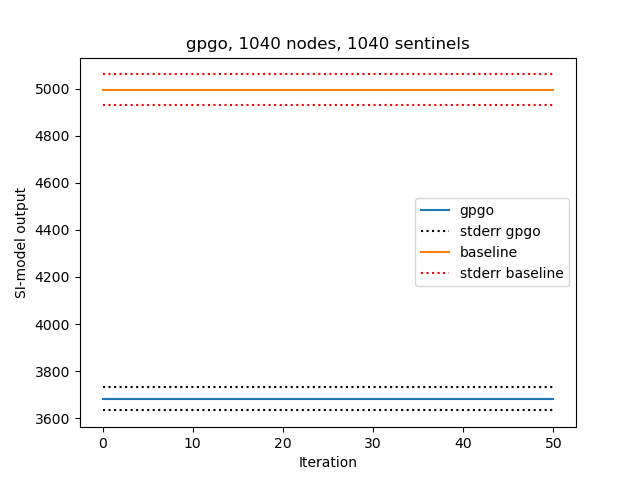 gpgo, 1040 nodes, 1040 sentinels
5000
4800
4600
4400
4200
4000
3800
3600
SI-model output
gpgo
stderr gpgo
baseline
stderr baseline
0 10 20 30 40 50
Iteration